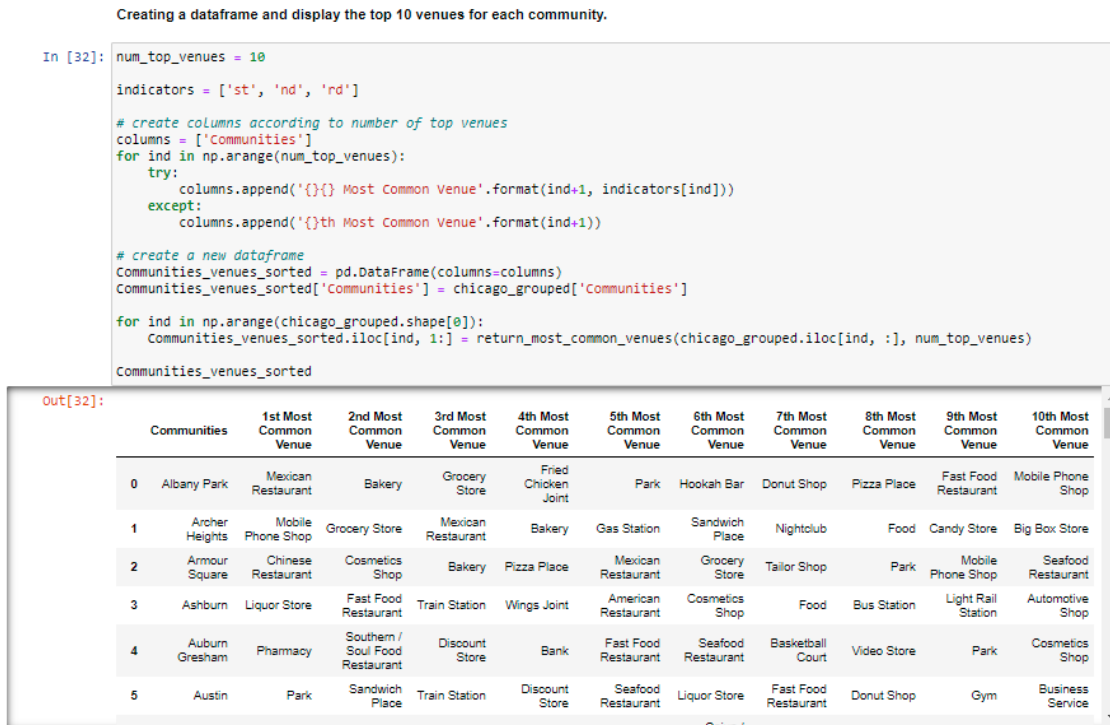 Creating a dataframe and display the top 10 venues for each community.
In [32]: num_top_venues = 10
indicators = ['st', 'nd', 'rd']
# create columns according to number of top venues
columns = ['Communities']
for ind in np.arange(num_top_venues):
    try:
        columns.append('{}{} Most Common Venue'.format(ind+1, indicators[ind]))
    except:
        columns.append('{}th Most Common Venue'.format(ind+1))
# create a new dataframe
Communities_venues_sorted = pd.DataFrame(columns=columns)
Communities_venues_sorted['Communities'] = chicago_grouped['Communities']
for ind in np.arange(chicago_grouped.shape[0]):
    Communities_venues_sorted.iloc[ind, 1:] = return_most_common_venues(chicago_grouped.iloc[ind, :], num_top_venues)
Communities_venues_sorted
Out[32]:
Communities 1st Most Common Venue 2nd Most Common Venue 3rd Most Common Venue 4th Most Common Venue 5th Most Common Venue 6th Most Common Venue 7th Most Common Venue 8th Most Common Venue 9th Most Common Venue 10th Most Common Venue
0 Albany Park Mexican Restaurant Bakery Grocery Store Fried Chicken Joint Park Hookah Bar Donut Shop Pizza Place Fast Food Restaurant Mobile Phone Shop
1 Archer Heights Mobile Phone Shop Grocery Store Mexican Restaurant Bakery Gas Station Sandwich Place Nightclub Food Candy Store Big Box Store
2 Armour Square Chinese Restaurant Cosmetics Shop Bakery Pizza Place Mexican Restaurant Grocery Store Tailor Shop Park Mobile Phone Shop Seafood Restaurant
3 Ashburn Liquor Store Fast Food Restaurant Train Station Wings Joint American Restaurant Cosmetics Shop Food Bus Station Light Rail Station Automotive Shop
4 Auburn Gresham Pharmacy Southern / Soul Food Restaurant Discount Store Bank Fast Food Restaurant Seafood Restaurant Basketball Court Video Store Park Cosmetics Shop
5 Austin Park Sandwich Place Train Station Discount Store Seafood Restaurant Liquor Store Fast Food Restaurant Donut Shop Gym Business Service